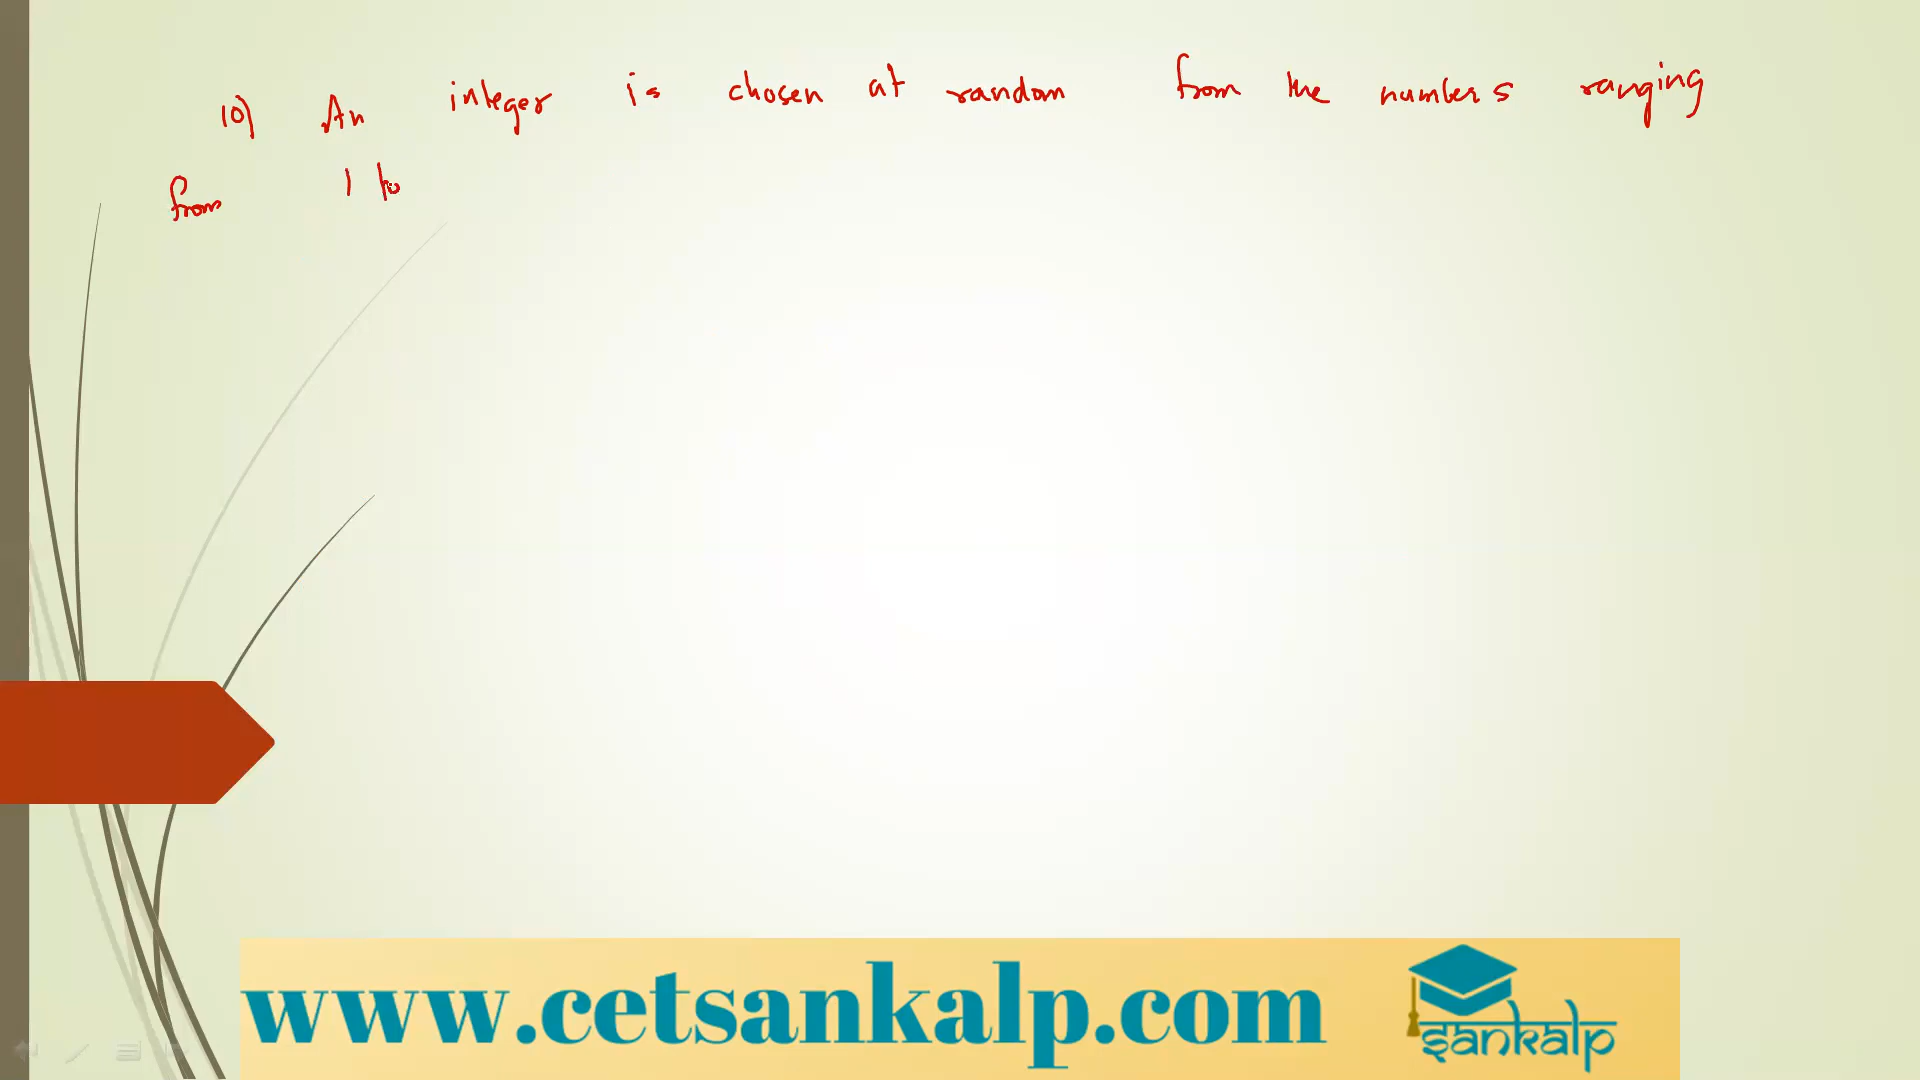 10) An integer is chosen at random from the numbers ranging
from 1 to
www.cetsankalp.com
sankalp